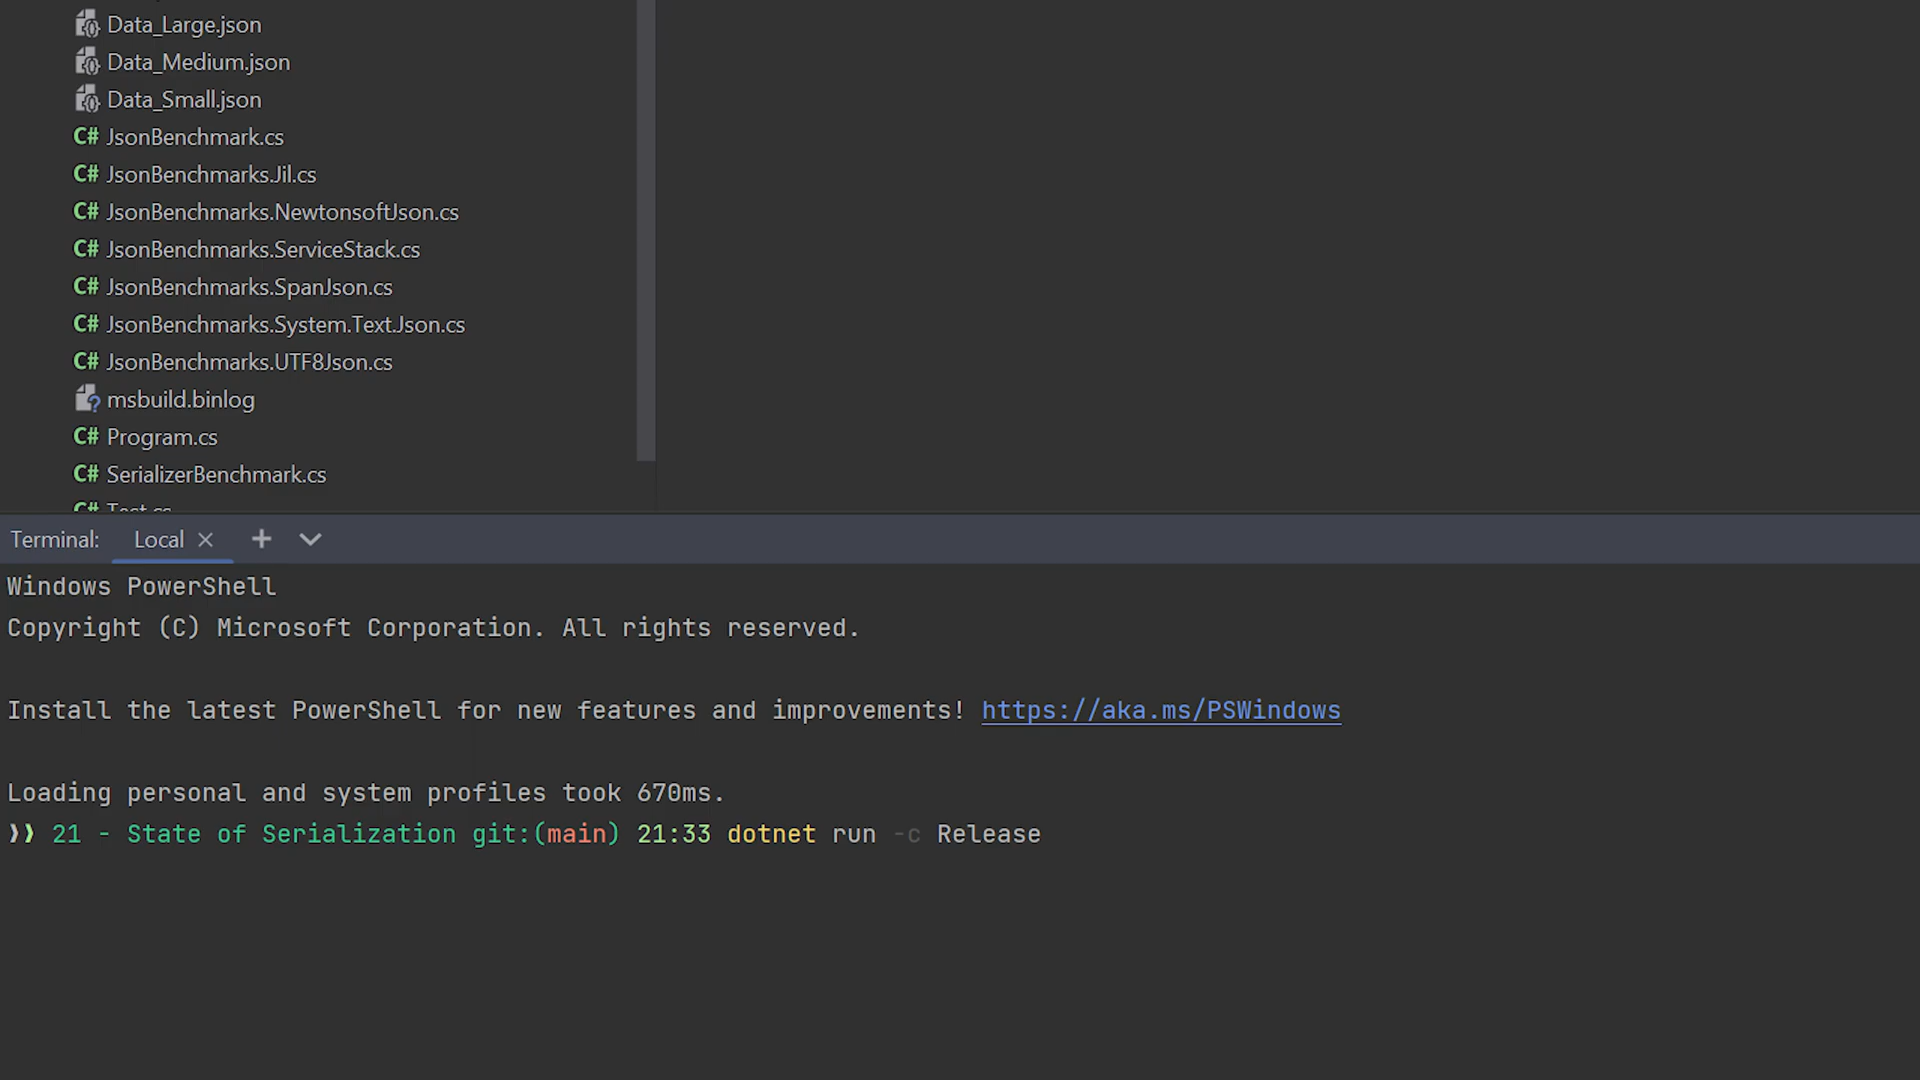 Data_Large.json
Data_Medium.json
Data_Small.json
C# JsonBenchmark.cs
C# JsonBenchmarks.Jil.cs
C# JsonBenchmarks.NewtonsoftJson.cs
C# JsonBenchmarks.ServiceStack.cs
C# JsonBenchmarks.SpanJson.cs
C# JsonBenchmarks.System.Text.Json.cs
C# JsonBenchmarks.UTF8Json.cs
msbuild.binlog
C# Program.cs
C# SerializerBenchmark.cs
C# Test.cs
Terminal: Local
Windows PowerShell
Copyright (C) Microsoft Corporation. All rights reserved.
Install the latest PowerShell for new features and improvements! https://aka.ms/PSWindows
Loading personal and system profiles took 670ms.
❯❯ 21 - State of Serialization git:(main) 21:33 dotnet run -c Release